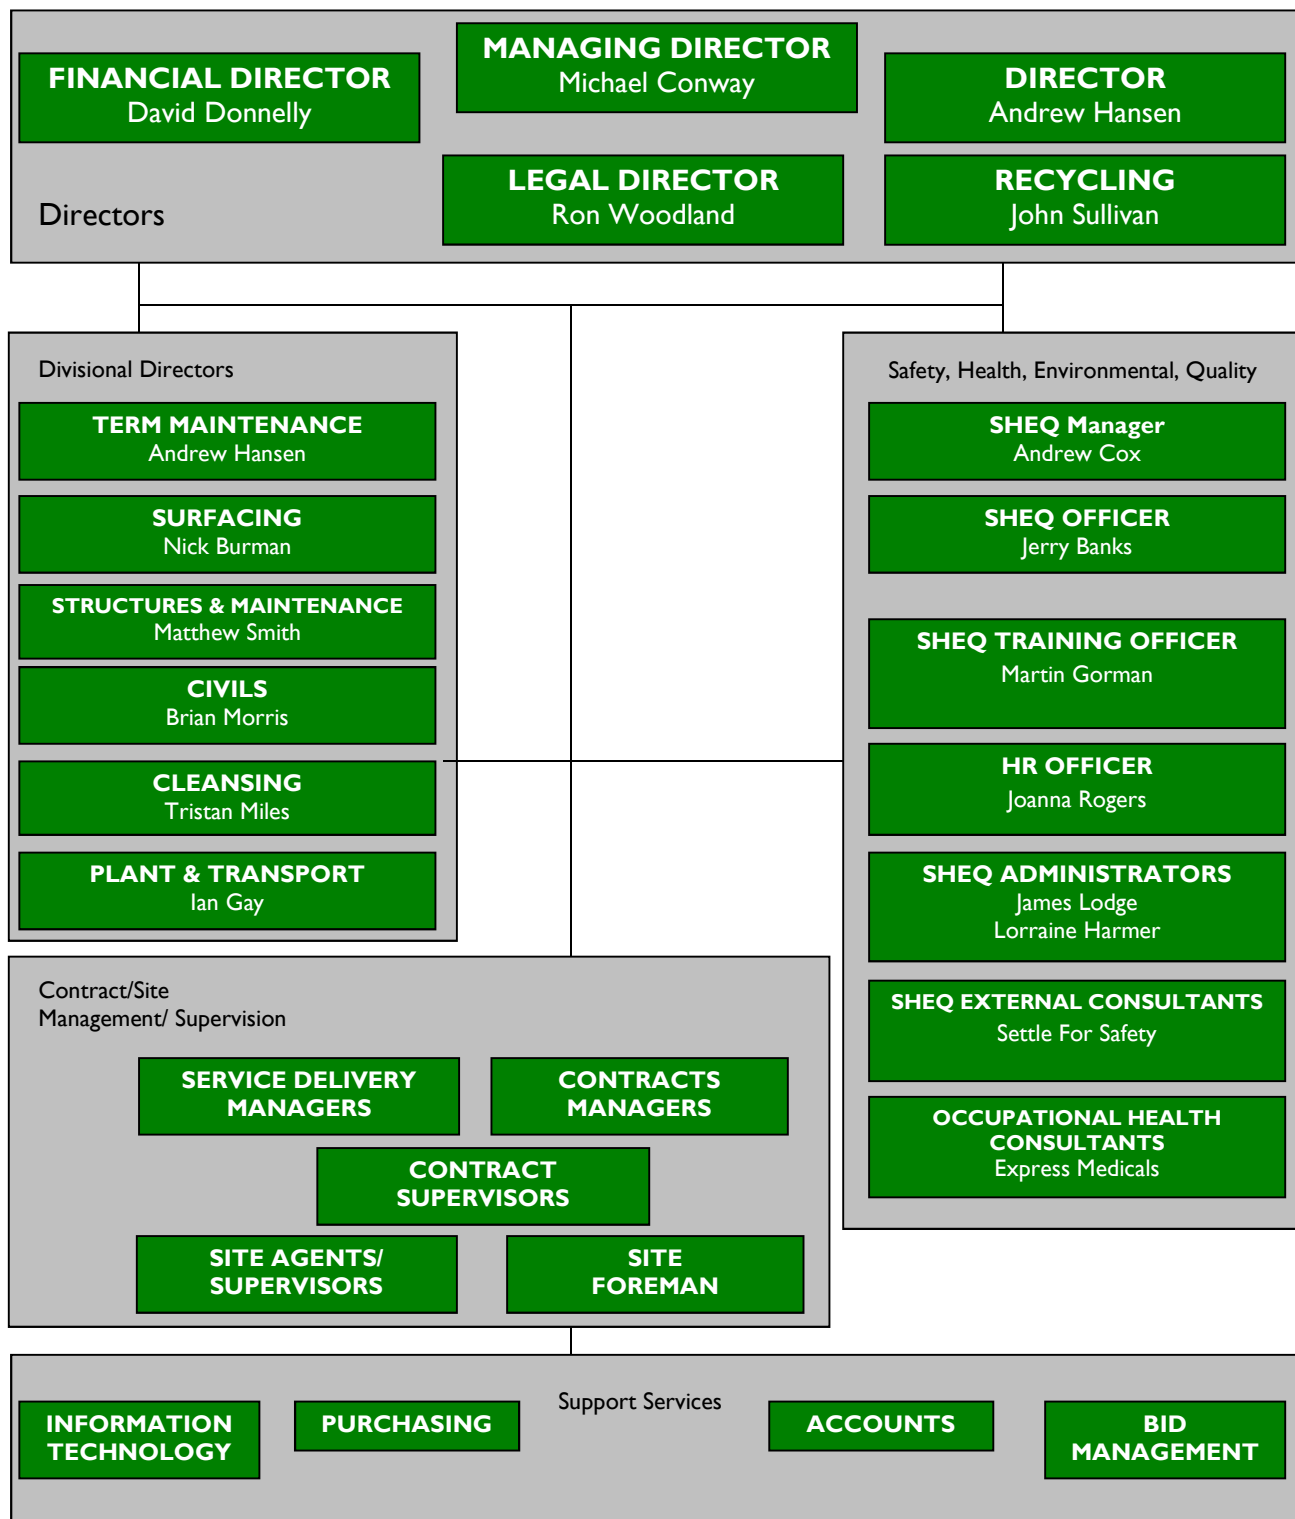 MANAGING DIRECTOR
Michael Conway
FINANCIAL DIRECTOR
David Donnelly
DIRECTOR
Andrew Hansen
LEGAL DIRECTOR
Ron Woodland
RECYCLING
John Sullivan
Directors
Divisional Directors
TERM MAINTENANCE
Andrew Hansen
SURFACING
Nick Burman
STRUCTURES & MAINTENANCE
Matthew Smith
CIVILS
Brian Morris
CLEANSING
Tristan Miles
PLANT & TRANSPORT
Ian Gay
Safety, Health, Environmental, Quality
SHEQ Manager
Andrew Cox
SHEQ OFFICER
Jerry Banks
SHEQ TRAINING OFFICER
Martin Gorman
HR OFFICER
Joanna Rogers
SHEQ ADMINISTRATORS
James Lodge
Lorraine Harmer
SHEQ EXTERNAL CONSULTANTS
Settle For Safety
OCCUPATIONAL HEALTH
CONSULTANTS
Express Medicals
Contract/Site
Management/ Supervision
SERVICE DELIVERY
MANAGERS
CONTRACTS
MANAGERS
CONTRACT
SUPERVISORS
SITE AGENTS/
SUPERVISORS
SITE
FOREMAN
Support Services
INFORMATION
TECHNOLOGY
PURCHASING
ACCOUNTS
BID
MANAGEMENT